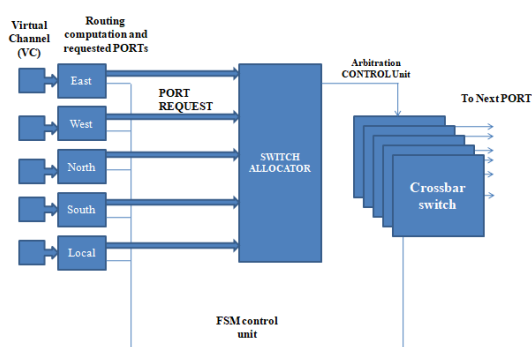 Virtual
Channel
(VC)
Routing
computation and
requested PORTs
East
West
North
South
Local
PORT
REQUEST
SWITCH
ALLOCATOR
Arbitration
CONTROL Unit
To Next PORT
Crossbar
switch
FSM control
unit